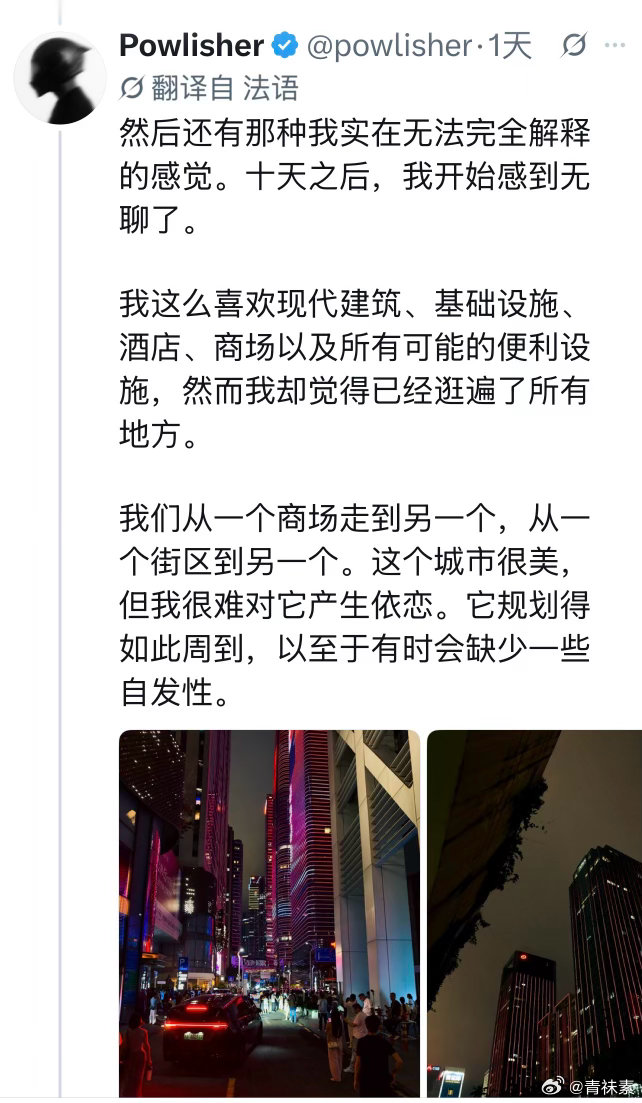 Powlisher @powlisher·1天
翻译自 法语
然后还有那种我实在无法完全解释
的感觉。十天之后，我开始感到无
聊了。
我这么喜欢现代建筑、基础设施、
酒店、商场以及所有可能的便利设
施，然而我却觉得已经逛遍了所有
地方。
我们从一个商场走到另一个，从一
个街区到另一个。这个城市很美，
但我很难对它产生依恋。它规划得
如此周到，以至于有时会缺少一些
自发性。
@青袜素